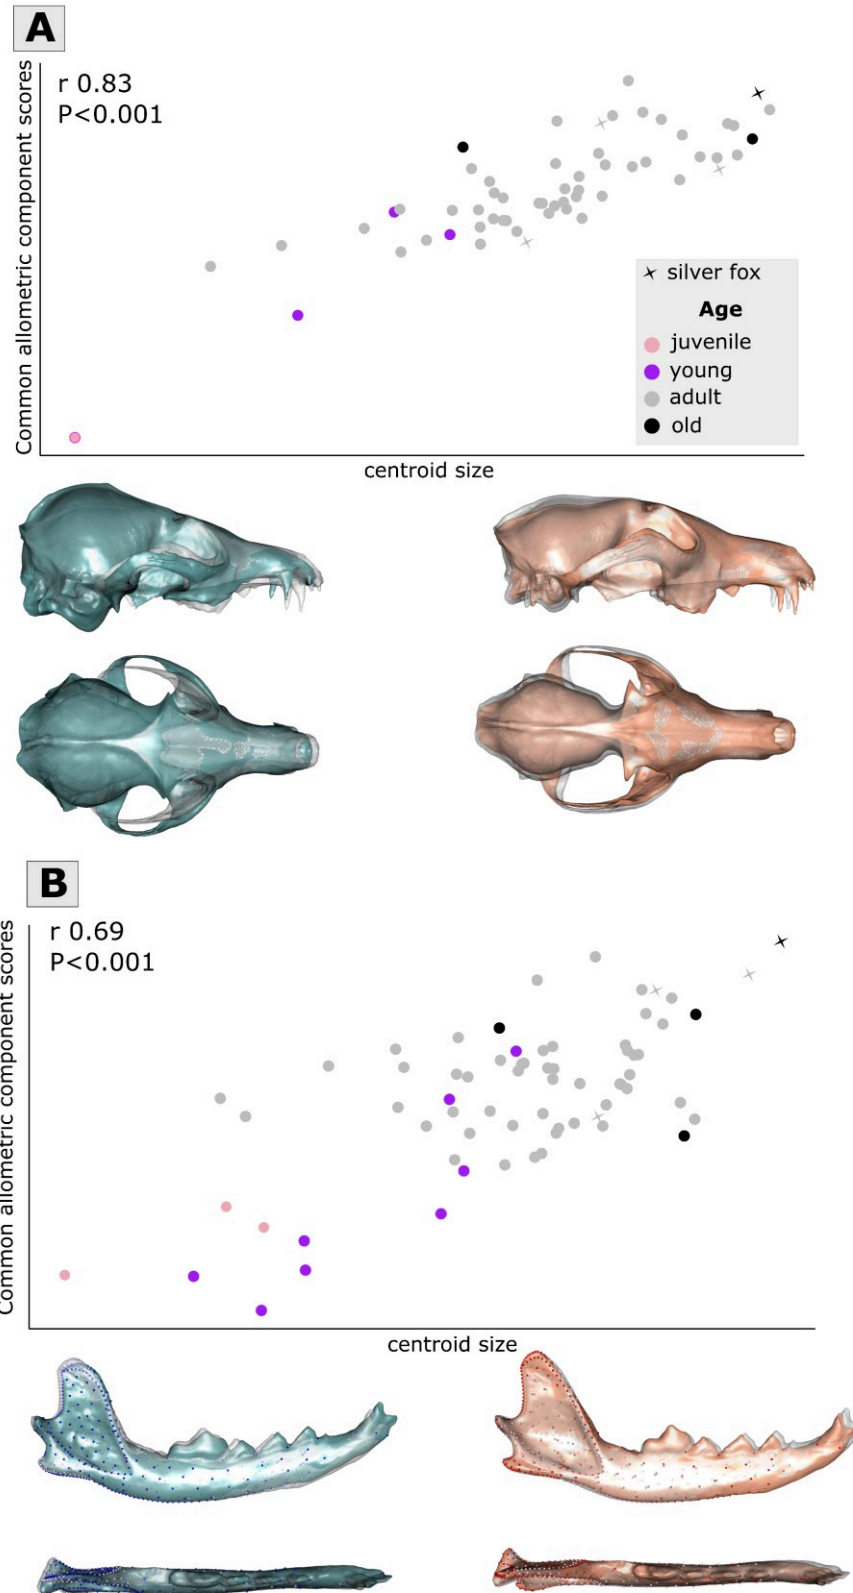 A
Common allometric component scores
r 0.83
P<0.001
silver fox
Age
juvenile
young
adult
old
centroid size
B
Common allometric component scores
r 0.69
P<0.001
centroid size